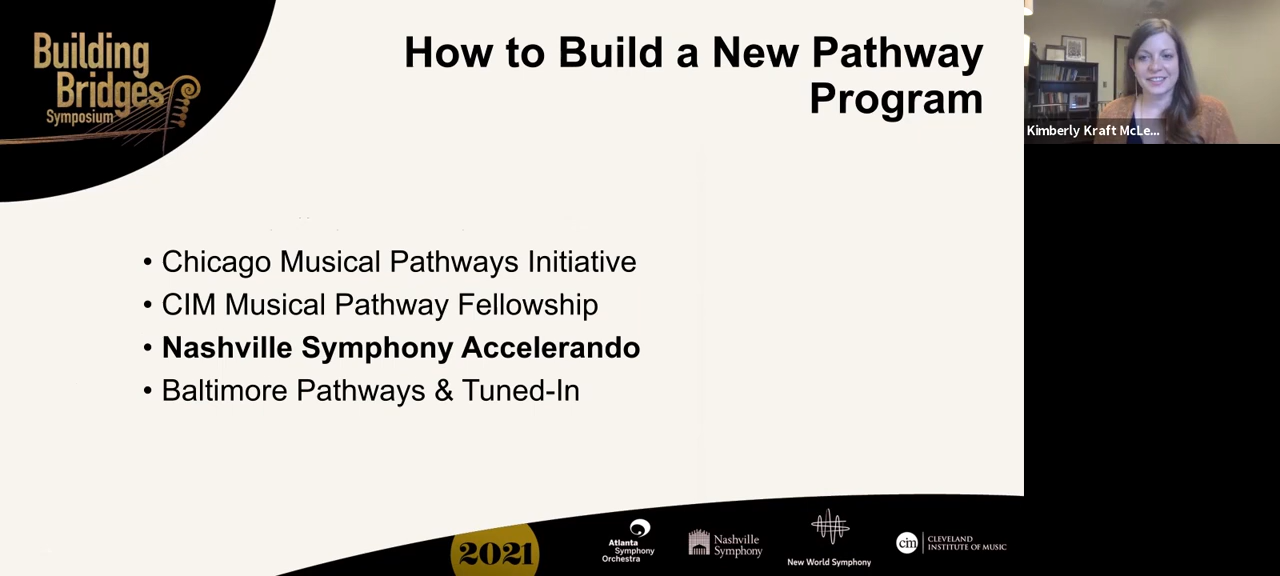 Building
Bridges
Symposium
How to Build a New Pathway
Program
Kimberly Kraft McLe...
• Chicago Musical Pathways Initiative
• CIM Musical Pathway Fellowship
• Nashville Symphony Accelerando
• Baltimore Pathways & Tuned-In
2021
Atlanta
Symphony
Orchestra
Nashville
Symphony
New World Symphony
cim
CLEVELAND
INSTITUTE OF MUSIC